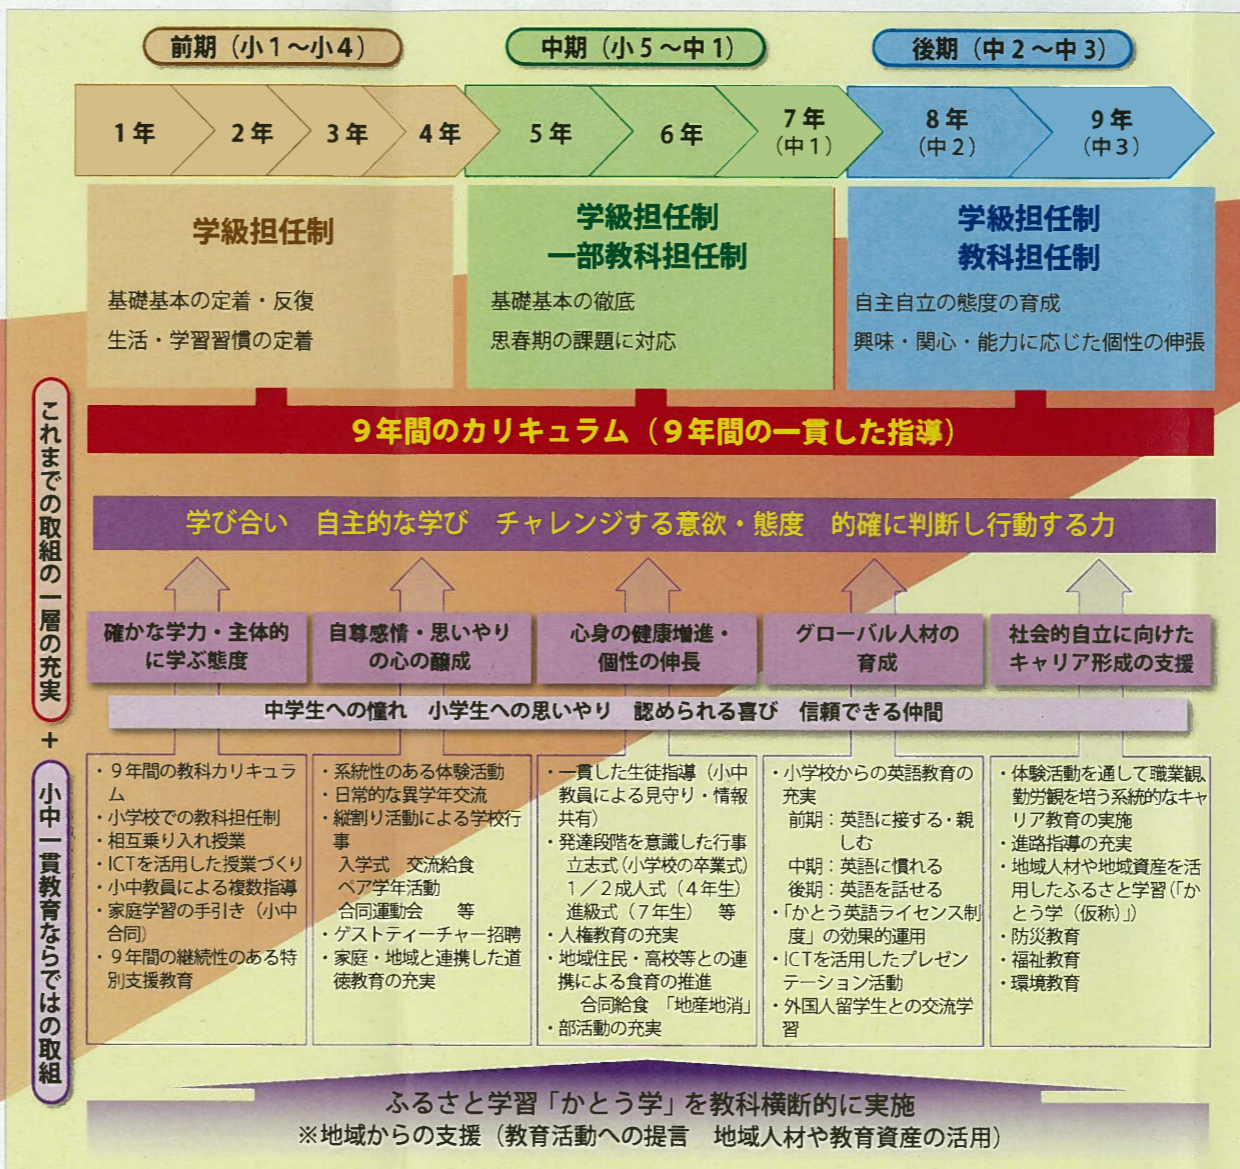 前期（小１～小４）
中期（小５～中１）
後期（中２～中３）
１年
２年
３年
４年
５年
６年
７年
（中１）
８年
（中２）
９年
（中３）
学級担任制
基礎基本の定着・反復
生活・学習習慣の定着
学級担任制
一部教科担任制
基礎基本の徹底
思春期の課題に対応
学級担任制
教科担任制
自主自立の態度の育成
興味・関心・能力に応じた個性の伸張
これまでの取組の一層の充実
＋
小中一貫教育ならではの取組
９年間のカリキュラム（９年間の一貫した指導）
学び合い　自主的な学び　チャレンジする意欲・態度　的確に判断し行動する力
確かな学力・主体的
に学ぶ態度
自尊感情・思いやり
の心の醸成
心身の健康増進・
個性の伸長
グローバル人材の
育成
社会的自立に向けた
キャリア形成の支援
中学生への憧れ　小学生への思いやり　認められる喜び　信頼できる仲間
・９年間の教科カリキュラ
ム
・小学校での教科担任制
・相互乗り入れ授業
・ICTを活用した授業づくり
・小中教員による複数指導
・家庭学習の手引き（小中
合同）
・９年間の継続性のある特
別支援教育
・系統性のある体験活動
・日常的な異学年交流
・縦割り活動による学校行
事
入学式　交流給食
ペア学年活動
合同運動会　等
・ゲストティーチャー招聘
・家庭・地域と連携した道
徳教育の充実
・一貫した生徒指導（小中
教員による見守り・情報
共有）
・発達段階を意識した行事
立志式（小学校の卒業式）
１／２成人式（４年生）
進級式（７年生）　等
・人権教育の充実
・地域住民・高校等との連
携による食育の推進
合同給食　「地産地消」
・部活動の充実
・小学校からの英語教育の
充実
前期：英語に接する・親
しむ
中期：英語に慣れる
後期：英語を話せる
・「かとう英語ライセンス制
度」の効果的運用
・ICTを活用したプレゼン
テーション活動
・外国人留学生との交流学
習
・体験活動を通して職業観、
勤労観を培う系統的なキャ
リア教育の実施
・進路指導の充実
・地域人材や地域資産を活
用したふるさと学習（「か
とう学（仮称）」）
・防災教育
・福祉教育
・環境教育
ふるさと学習「かとう学」を教科横断的に実施
※地域からの支援（教育活動への提言　地域人材や教育資産の活用）